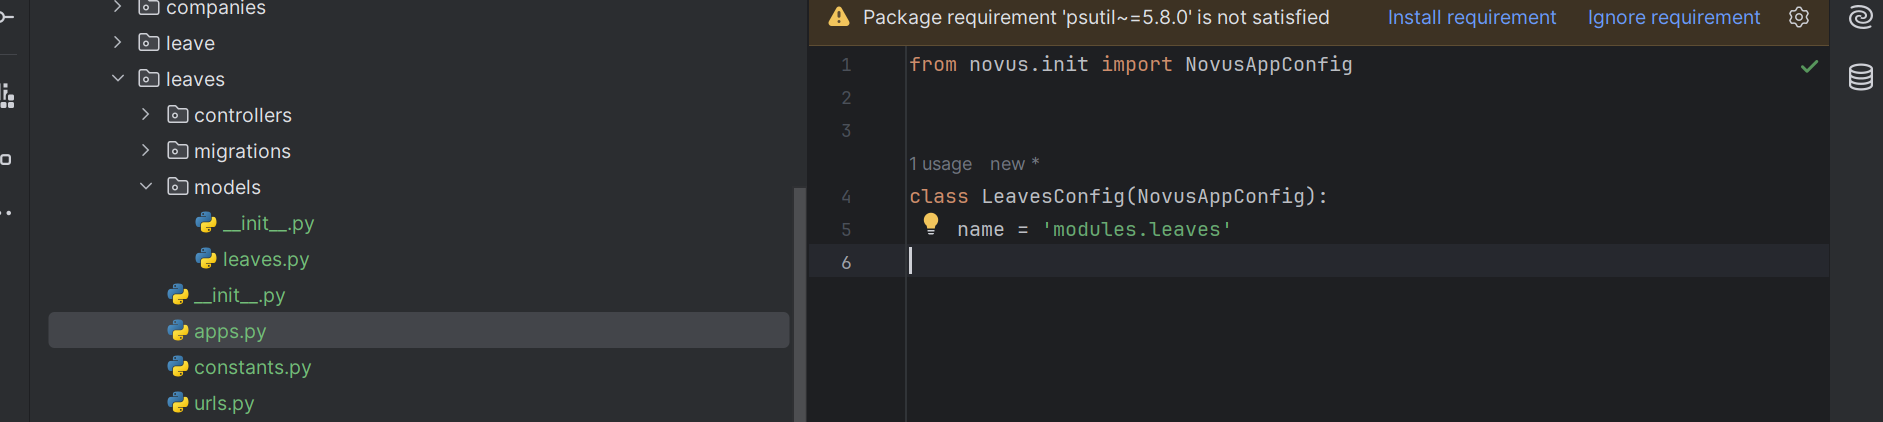 companies
leave
leaves
controllers
migrations
models
__init__.py
leaves.py
__init__.py
apps.py
constants.py
urls.py
Package requirement 'psutil~=5.8.0' is not satisfied Install requirement Ignore requirement
1 from novus.init import NovusAppConfig
2
3
1 usage new *
4 class LeavesConfig(NovusAppConfig):
5 name = 'modules.leaves'
6